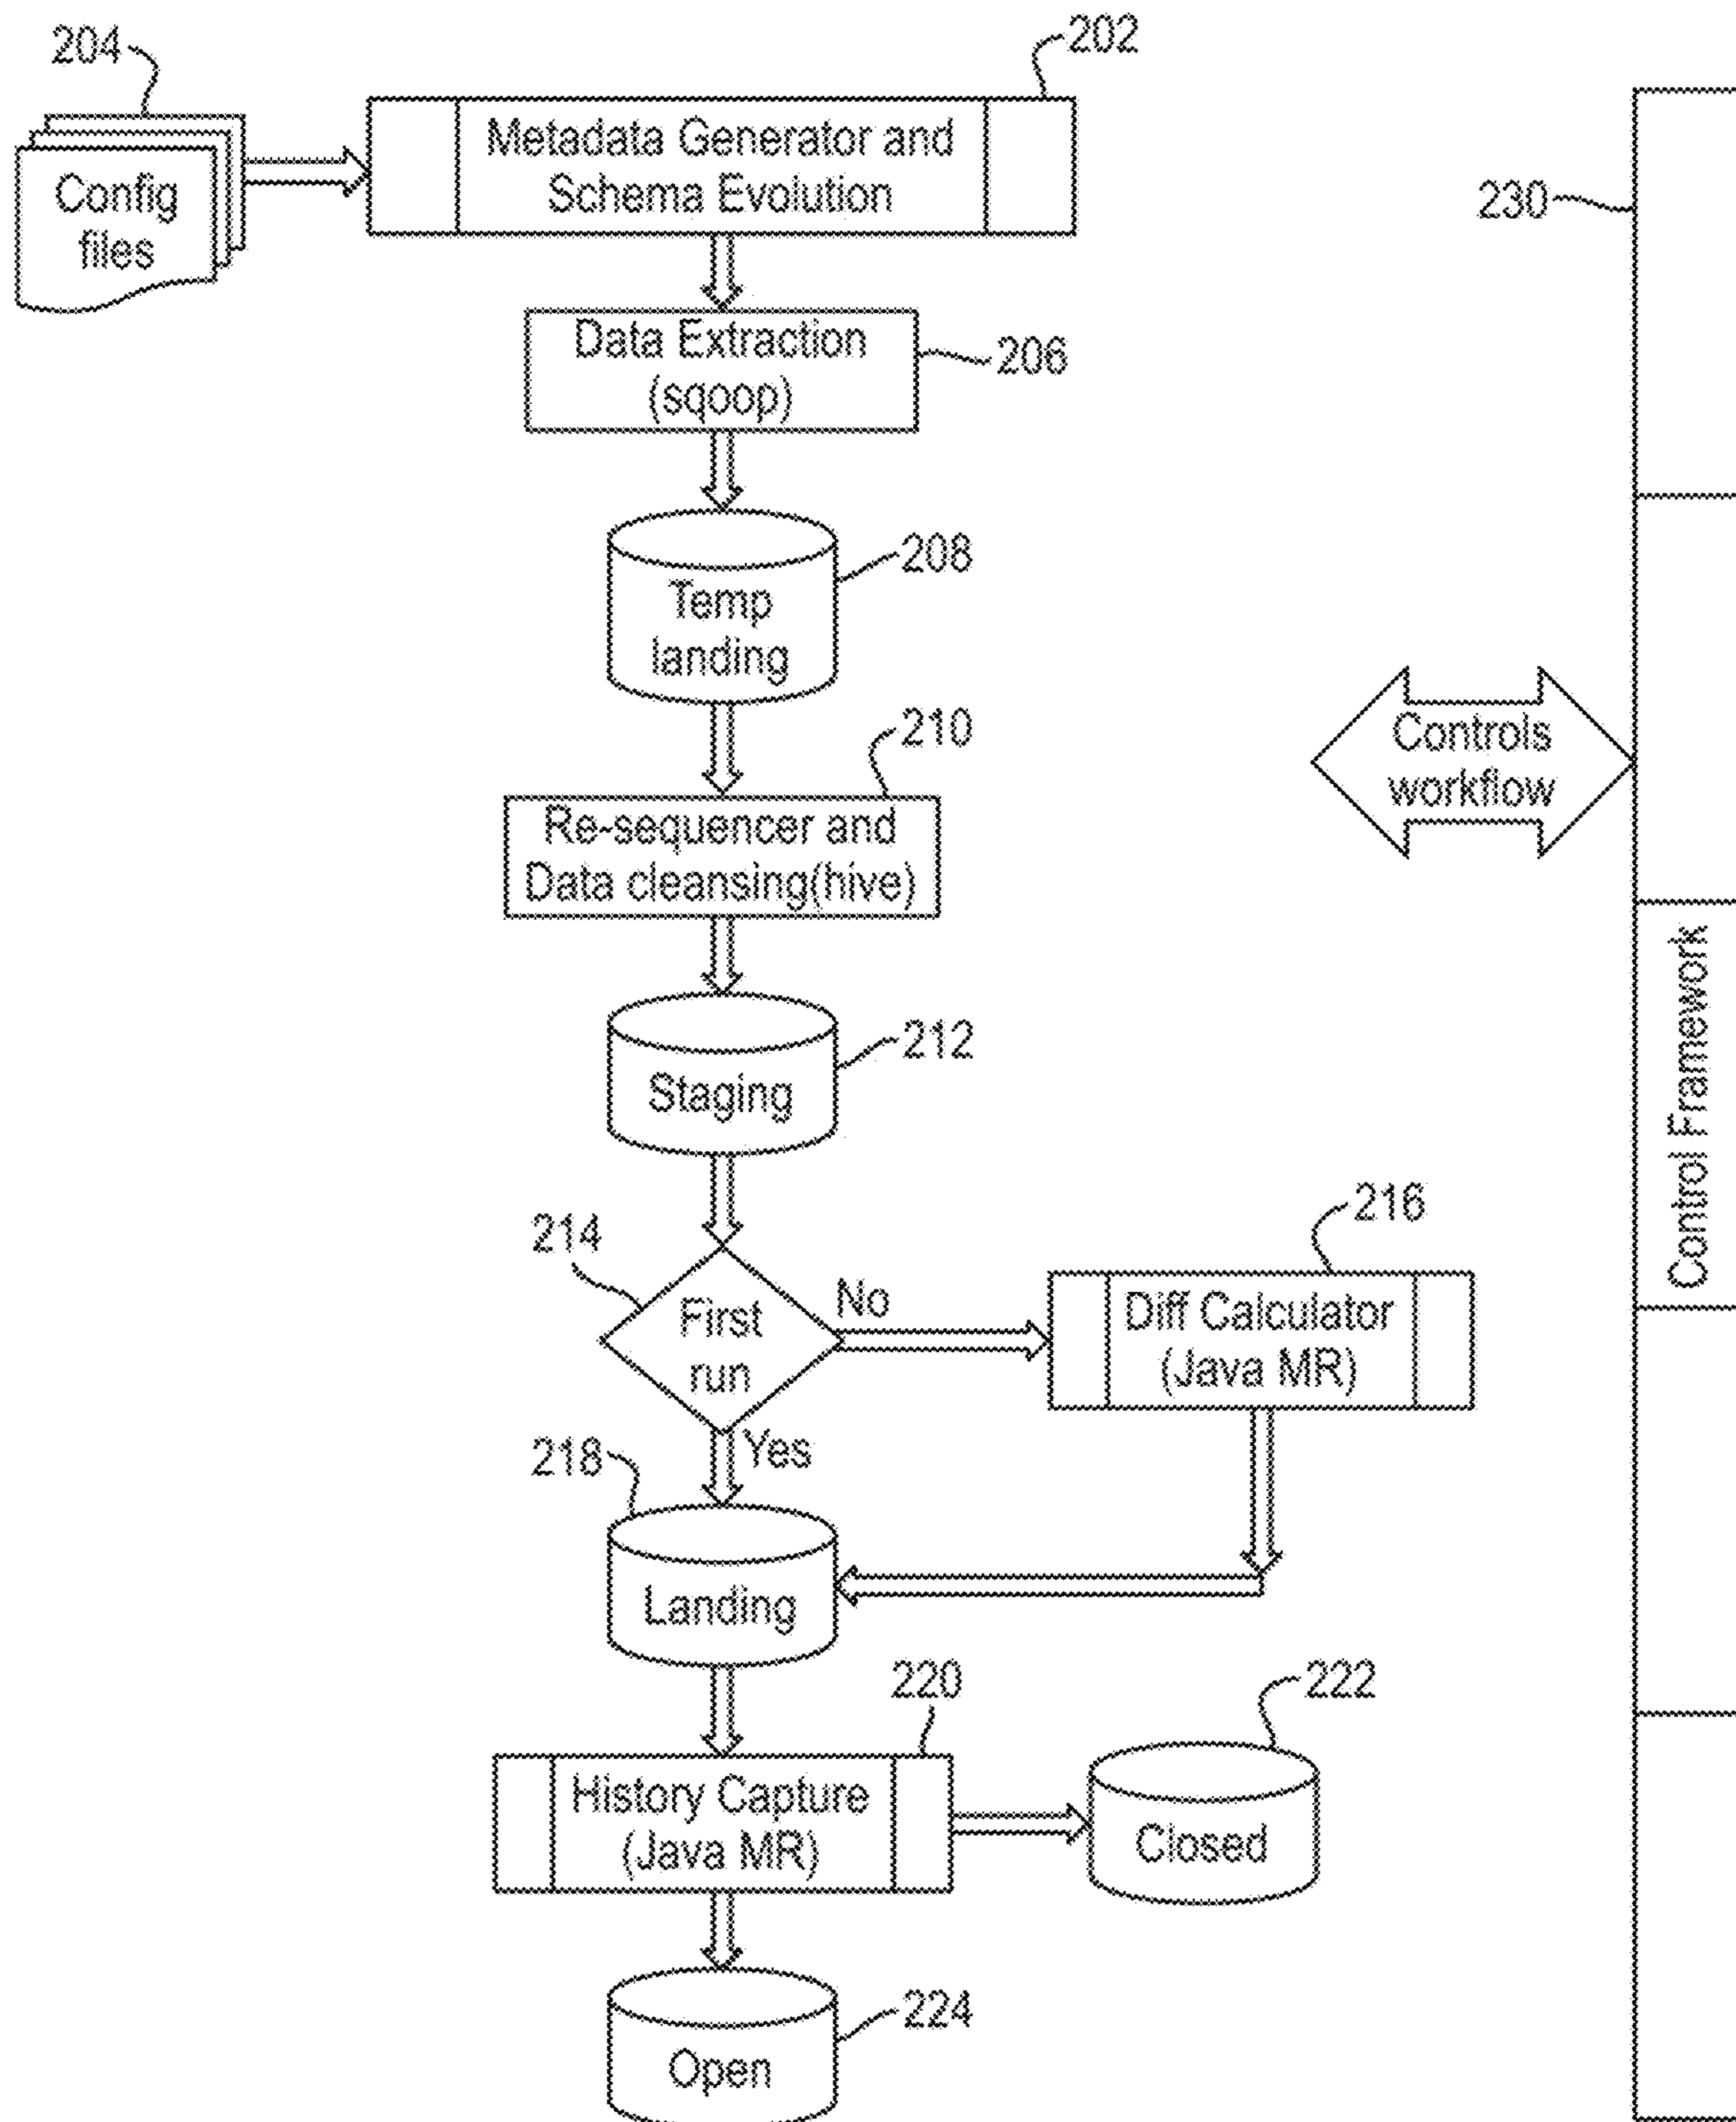 204
202
Config
files
Metadata Generator and
Schema Evolution
230
Data Extraction
(sqoop)
206
208
Temp
landing
210
Controls
workflow
Re-sequencer and
Data cleansing(hive)
212
Staging
Control Framework
214
216
First
run
No
Diff Calculator
(Java MR)
Yes
218
Landing
220
222
History Capture
(Java MR)
Closed
224
Open